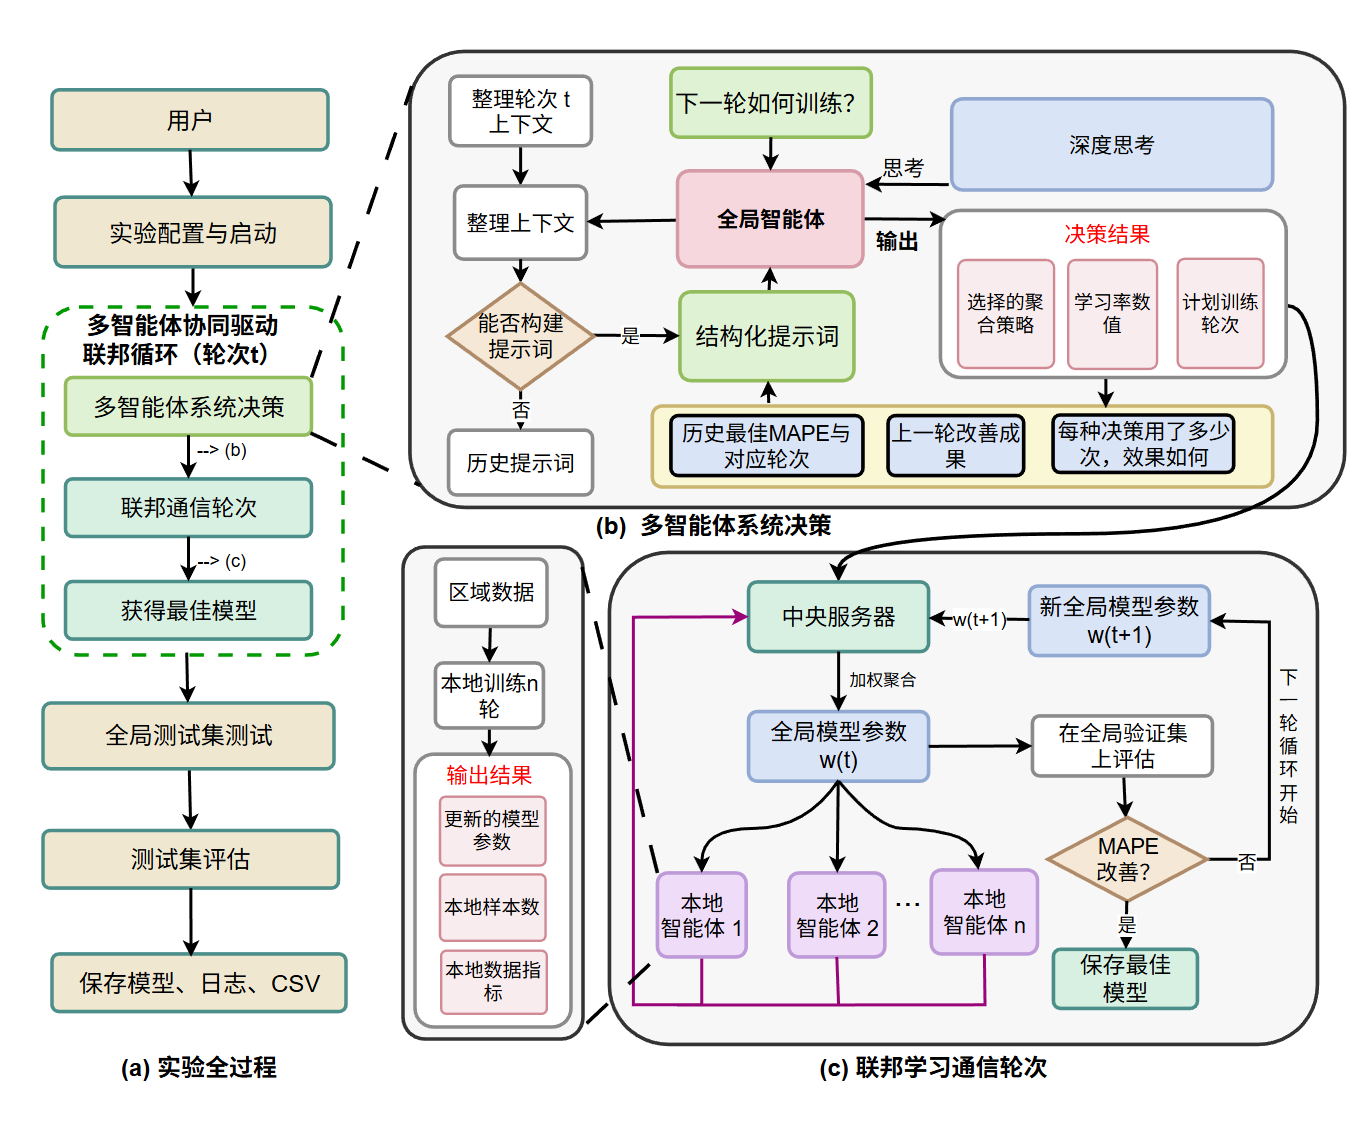 用户
实验配置与启动
多智能体协同驱动
联邦循环（轮次t）
多智能体系统决策
--> (b)
联邦通信轮次
--> (c)
获得最佳模型
全局测试集测试
测试集评估
保存模型、日志、CSV
(a) 实验全过程
整理轮次 t
上下文
整理上下文
能否构建
提示词
是
否
历史提示词
下一轮如何训练？
全局智能体
结构化提示词
思考
深度思考
输出
决策结果
选择的聚
合策略
学习率数
值
计划训练
轮次
历史最佳MAPE与
对应轮次
上一轮改善成
果
每种决策用了多少
次，效果如何
(b) 多智能体系统决策
区域数据
本地训练n
轮
输出结果
更新的模型
参数
本地样本数
本地数据指
标
中央服务器
w(t+1)
新全局模型参数
w(t+1)
加权聚合
全局模型参数
w(t)
在全局验证集
上评估
MAPE
改善？
否
是
下一轮循环开始
保存最佳
模型
本地
智能体 1
本地
智能体 2
...
本地
智能体 n
(c) 联邦学习通信轮次